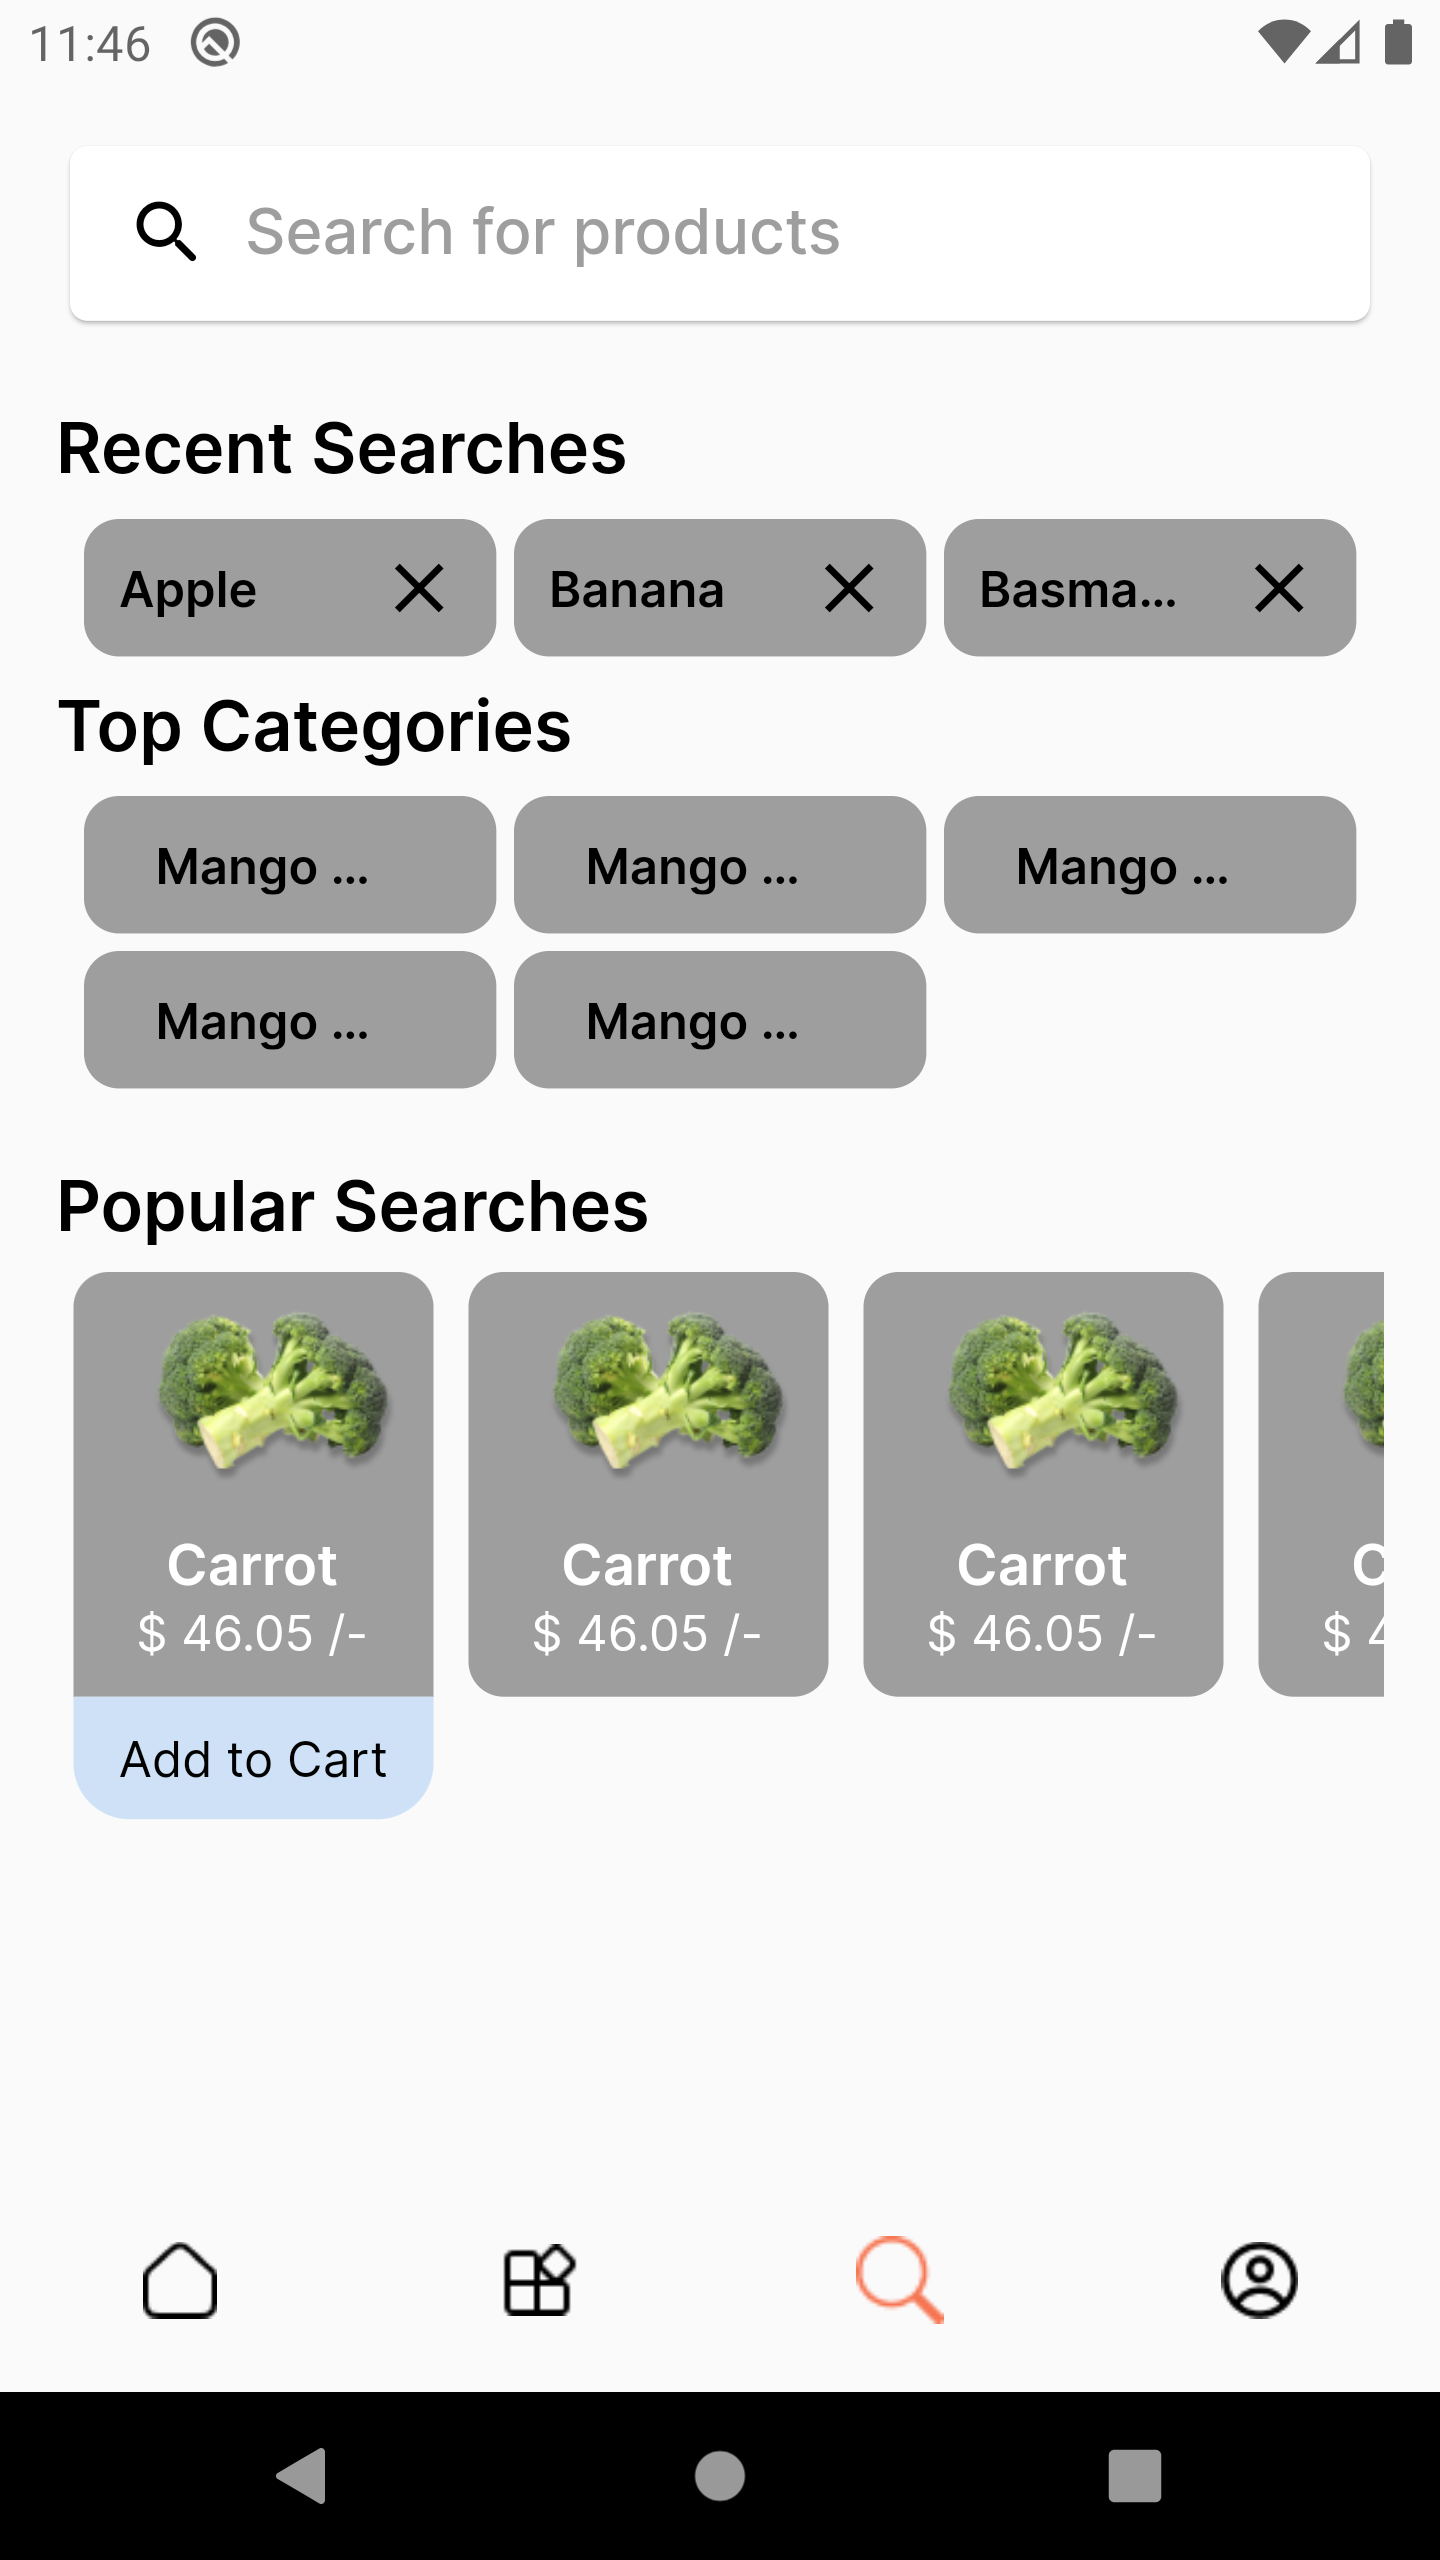 11:46
Search for products
Recent Searches
Apple Banana Basma...
Top Categories
Mango ... Mango ... Mango ...
Mango ... Mango ...
Popular Searches
Carrot Carrot Carrot C
$ 46.05 /- $ 46.05 /- $ 46.05 /- $ 4
Add to Cart